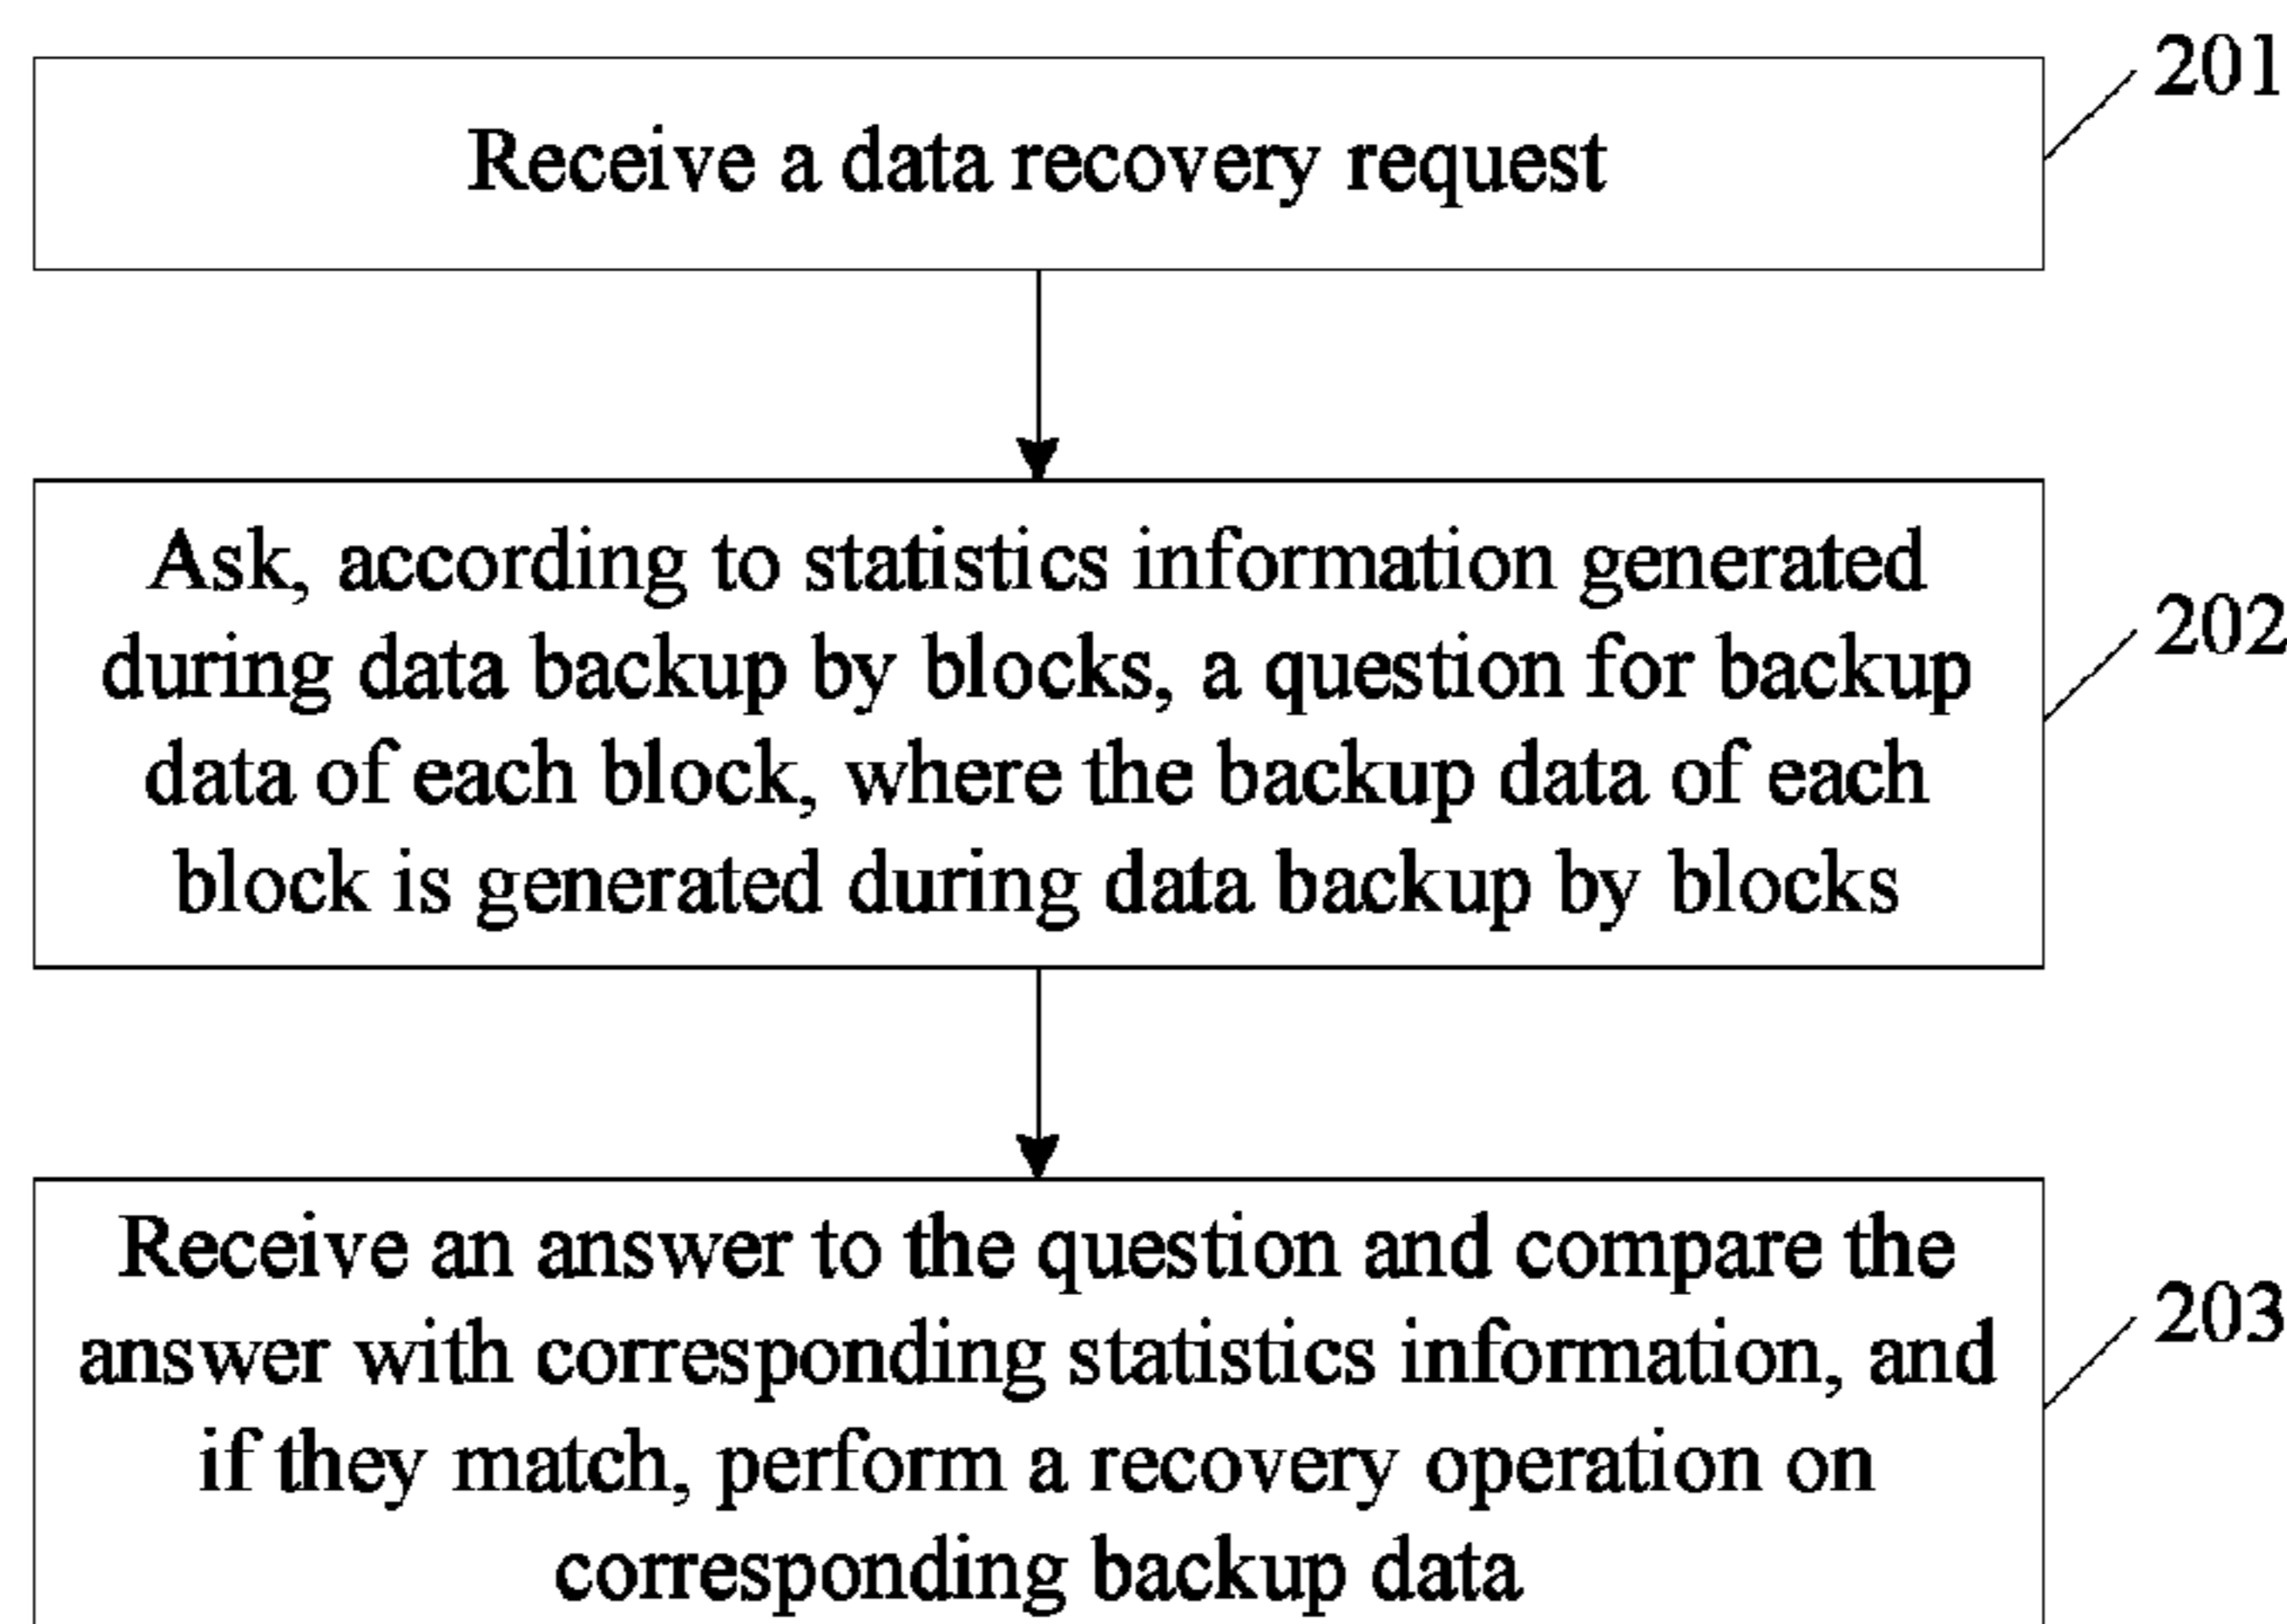 201
Receive a data recovery request
Ask, according to statistics information generated
during data backup by blocks, a question for backup
data of each block, where the backup data of each
block is generated during data backup by blocks
202
Receive an answer to the question and compare the
answer with corresponding statistics information, and
if they match, perform a recovery operation on
corresponding backup data
203